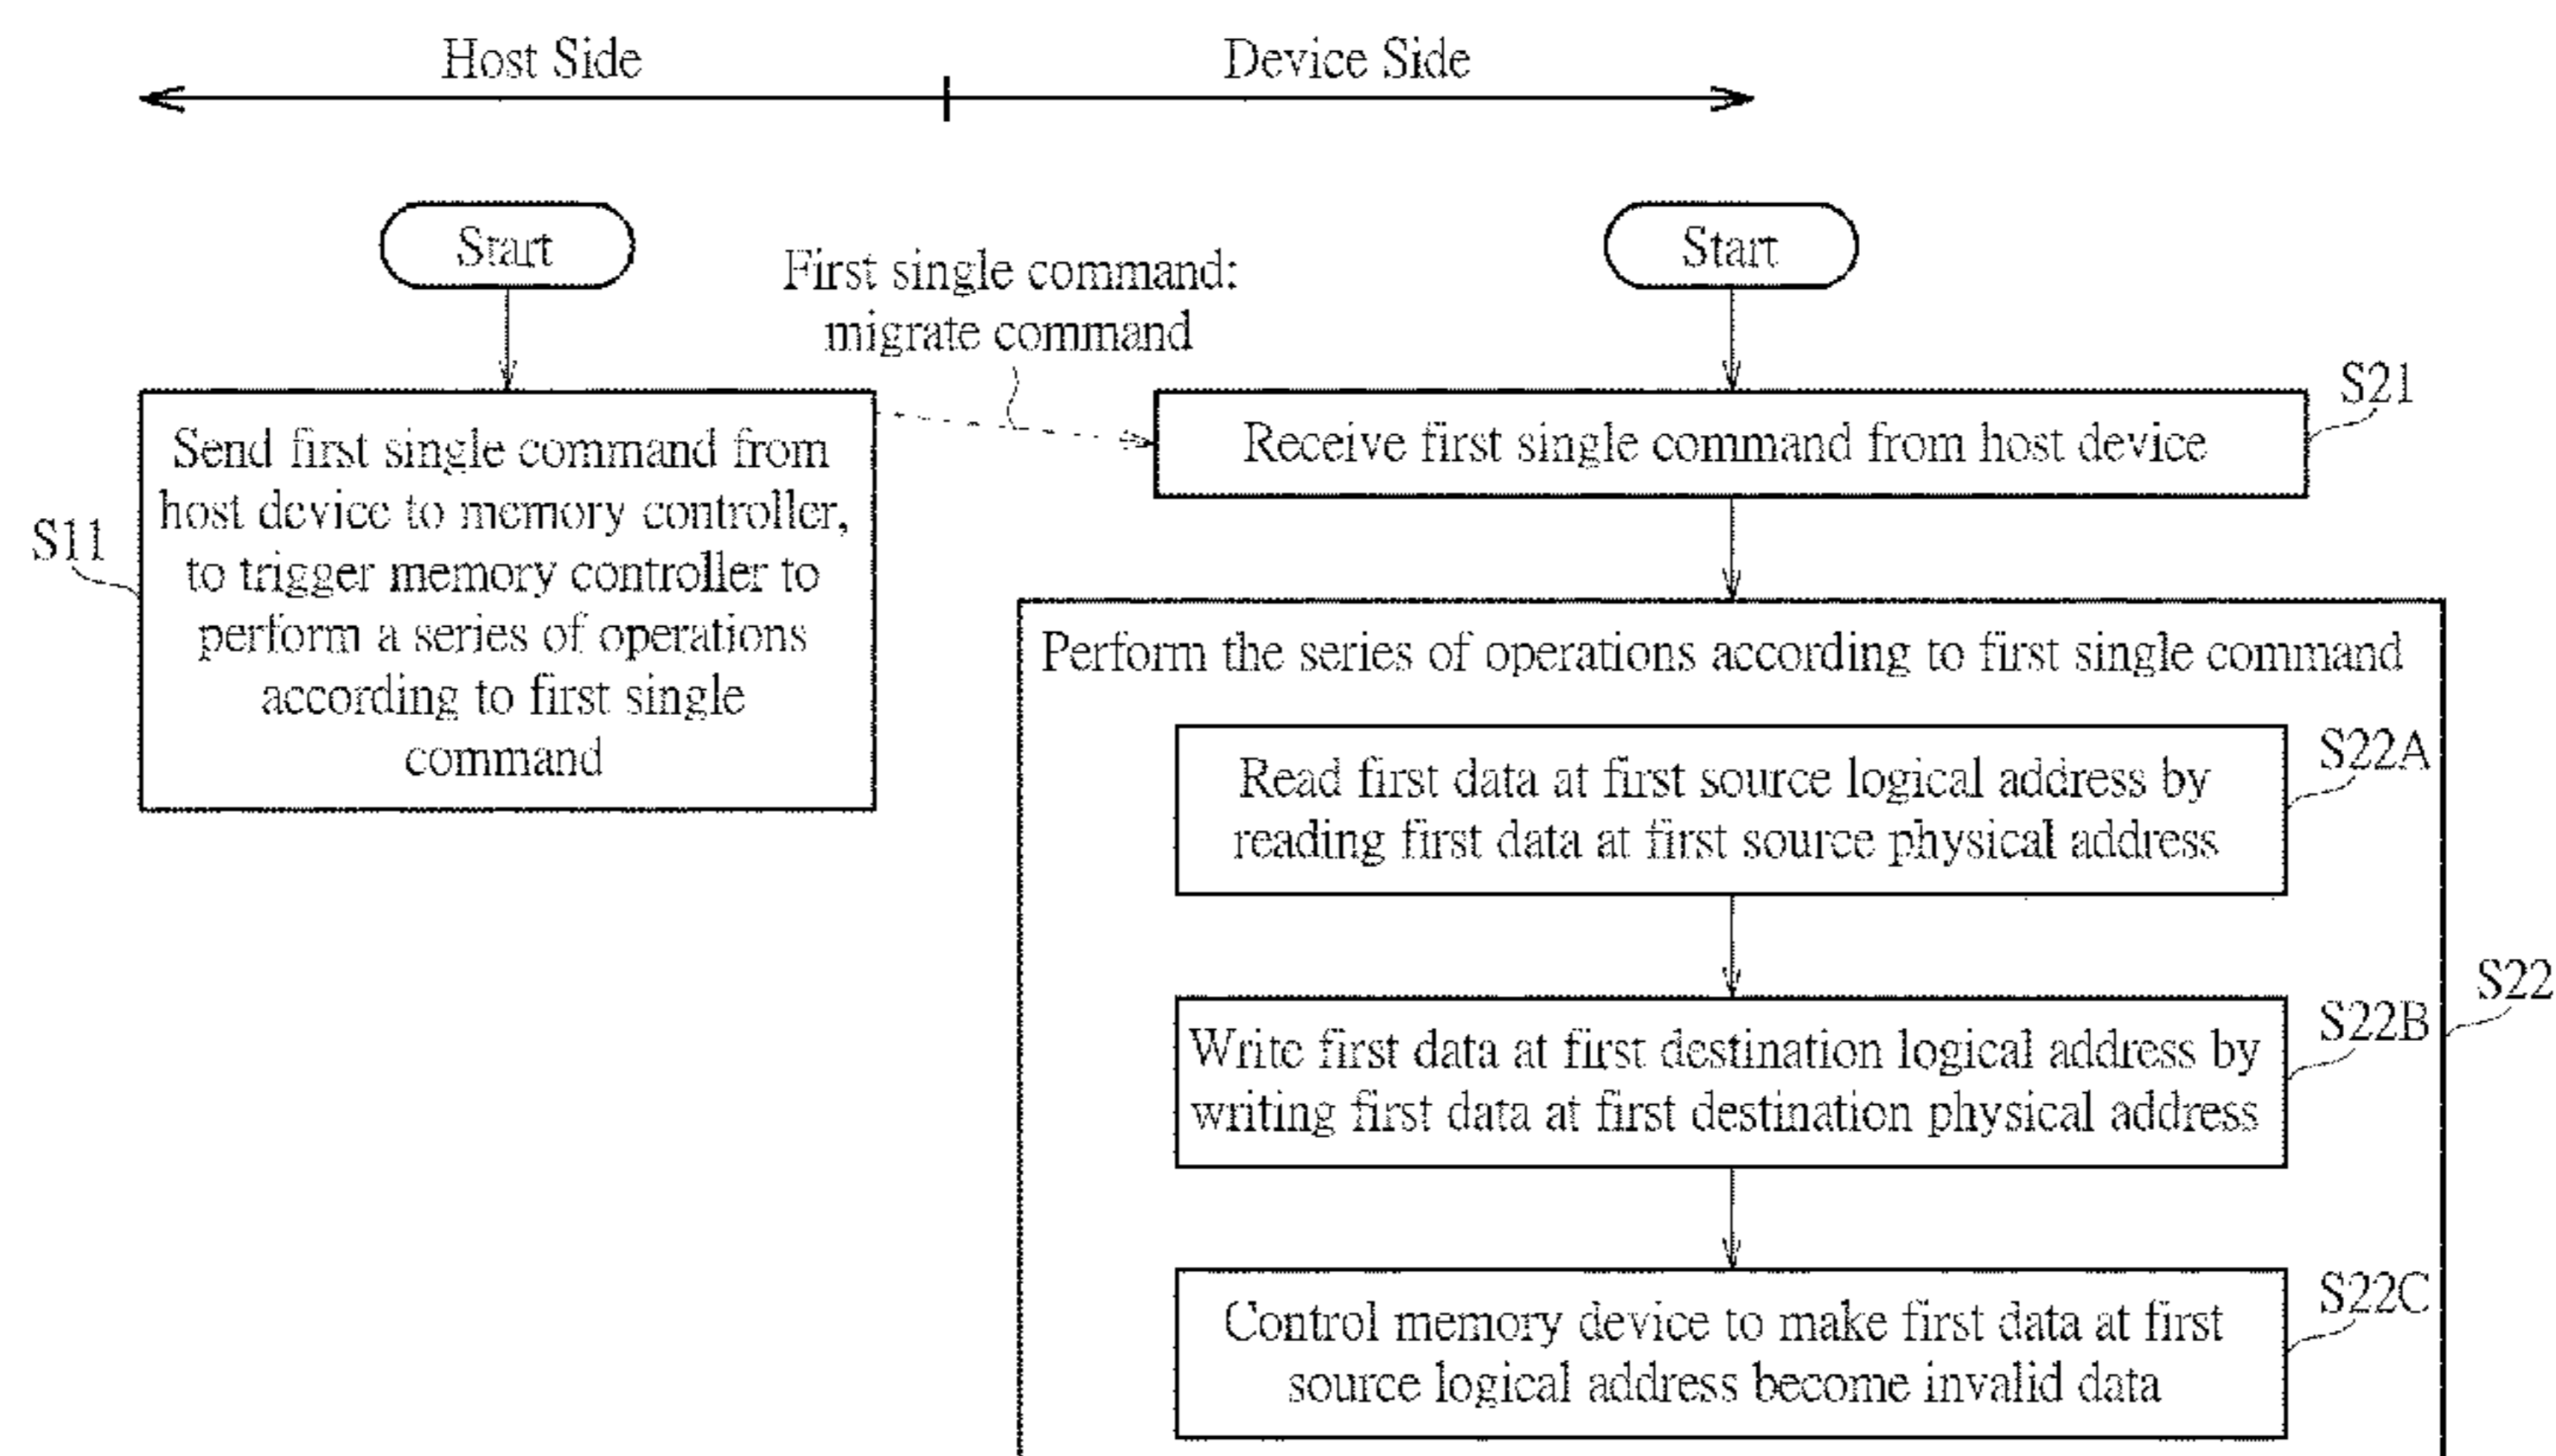 Host Side
Device Side
Start
Start
First single command:
migrate command
S11
Send first single command from
host device to memory controller,
to trigger memory controller to
perform a series of operations
according to first single
command
S21
Receive first single command from host device
Perform the series of operations according to first single command
S22A
Read first data at first source logical address by
reading first data at first source physical address
S22
S22B
Write first data at first destination logical address by
writing first data at first destination physical address
S22C
Control memory device to make first data at first
source logical address become invalid data